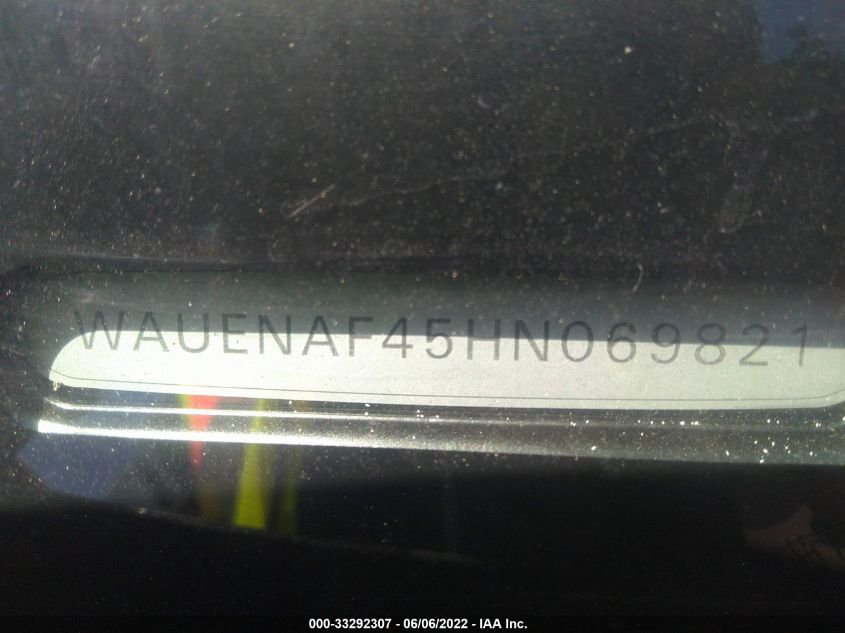 WAUENAF45HN069821
000-33292307 - 06/06/2022 - IAA Inc.